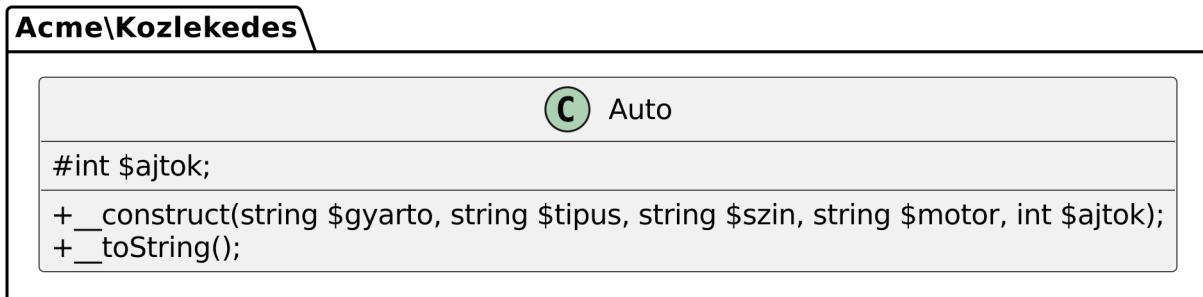 Acme\Kozlekedes
C Auto
#int $ajtok;
+__construct(string $gyarto, string $tipus, string $szin, string $motor, int $ajtok);
+__toString();